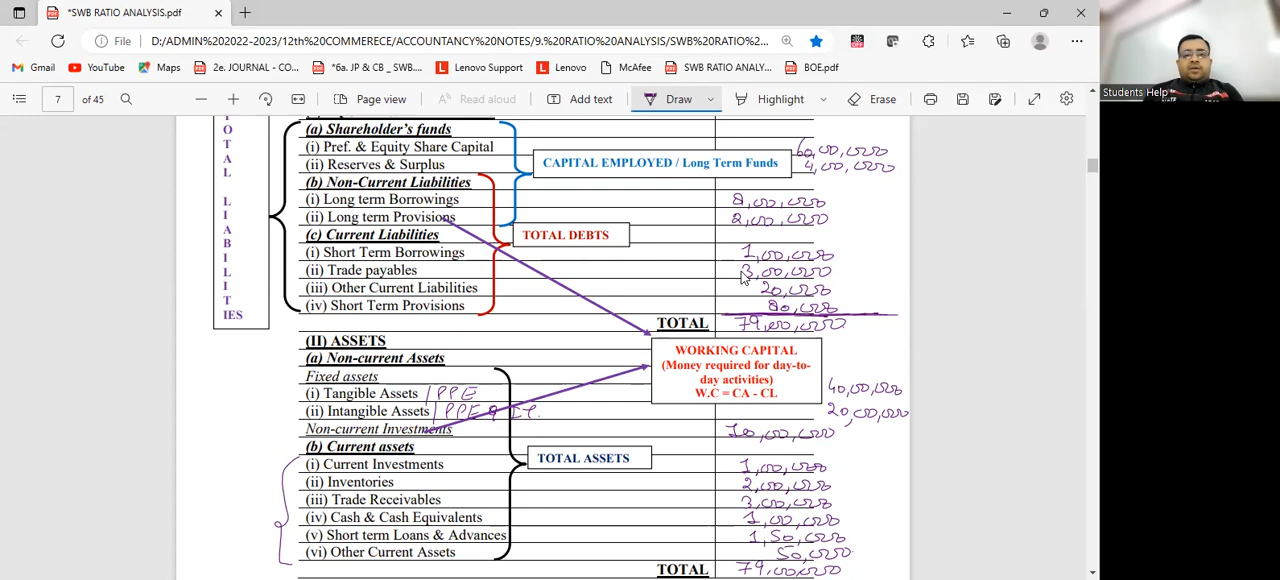 *SWB RATIO ANALYSIS.pdf
File D:/ADMIN%202022-2023/12th%20COMMERECE/ACCOUNTANCY%20NOTES/9.%20RATIO%20ANALYSIS/SWB%20RATIO%2...
Gmail YouTube Maps 2e. JOURNAL - CO... *6a. JP & CB _ SWB.... Lenovo Support Lenovo McAfee SWB RATIO ANALY... BOE.pdf
7 of 45 Page view Read aloud Add text Draw Highlight Erase
Students Help
TOTAL LIABILITIES
(a) Shareholder's funds
(i) Pref. & Equity Share Capital 60,00,000
(ii) Reserves & Surplus 4,00,000
CAPITAL EMPLOYED / Long Term Funds
(b) Non-Current Liabilities
(i) Long term Borrowings 8,00,000
(ii) Long term Provisions 2,00,000
(c) Current Liabilities
TOTAL DEBTS
(i) Short Term Borrowings 1,00,000
(ii) Trade payables 3,00,000
(iii) Other Current Liabilities 20,000
(iv) Short Term Provisions 80,000
TOTAL 79,00,000
(II) ASSETS
(a) Non-current Assets
WORKING CAPITAL
(Money required for day-to-
day activities)
W.C = CA - CL
Fixed assets
(i) Tangible Assets / PPE 40,00,000
(ii) Intangible Assets / PPE & IA. 20,00,000
Non-current Investments 10,00,000
(b) Current assets
TOTAL ASSETS
(i) Current Investments 1,00,000
(ii) Inventories 2,00,000
(iii) Trade Receivables 3,00,000
(iv) Cash & Cash Equivalents 1,00,000
(v) Short term Loans & Advances 1,50,000
(vi) Other Current Assets 50,000
TOTAL 79,00,000